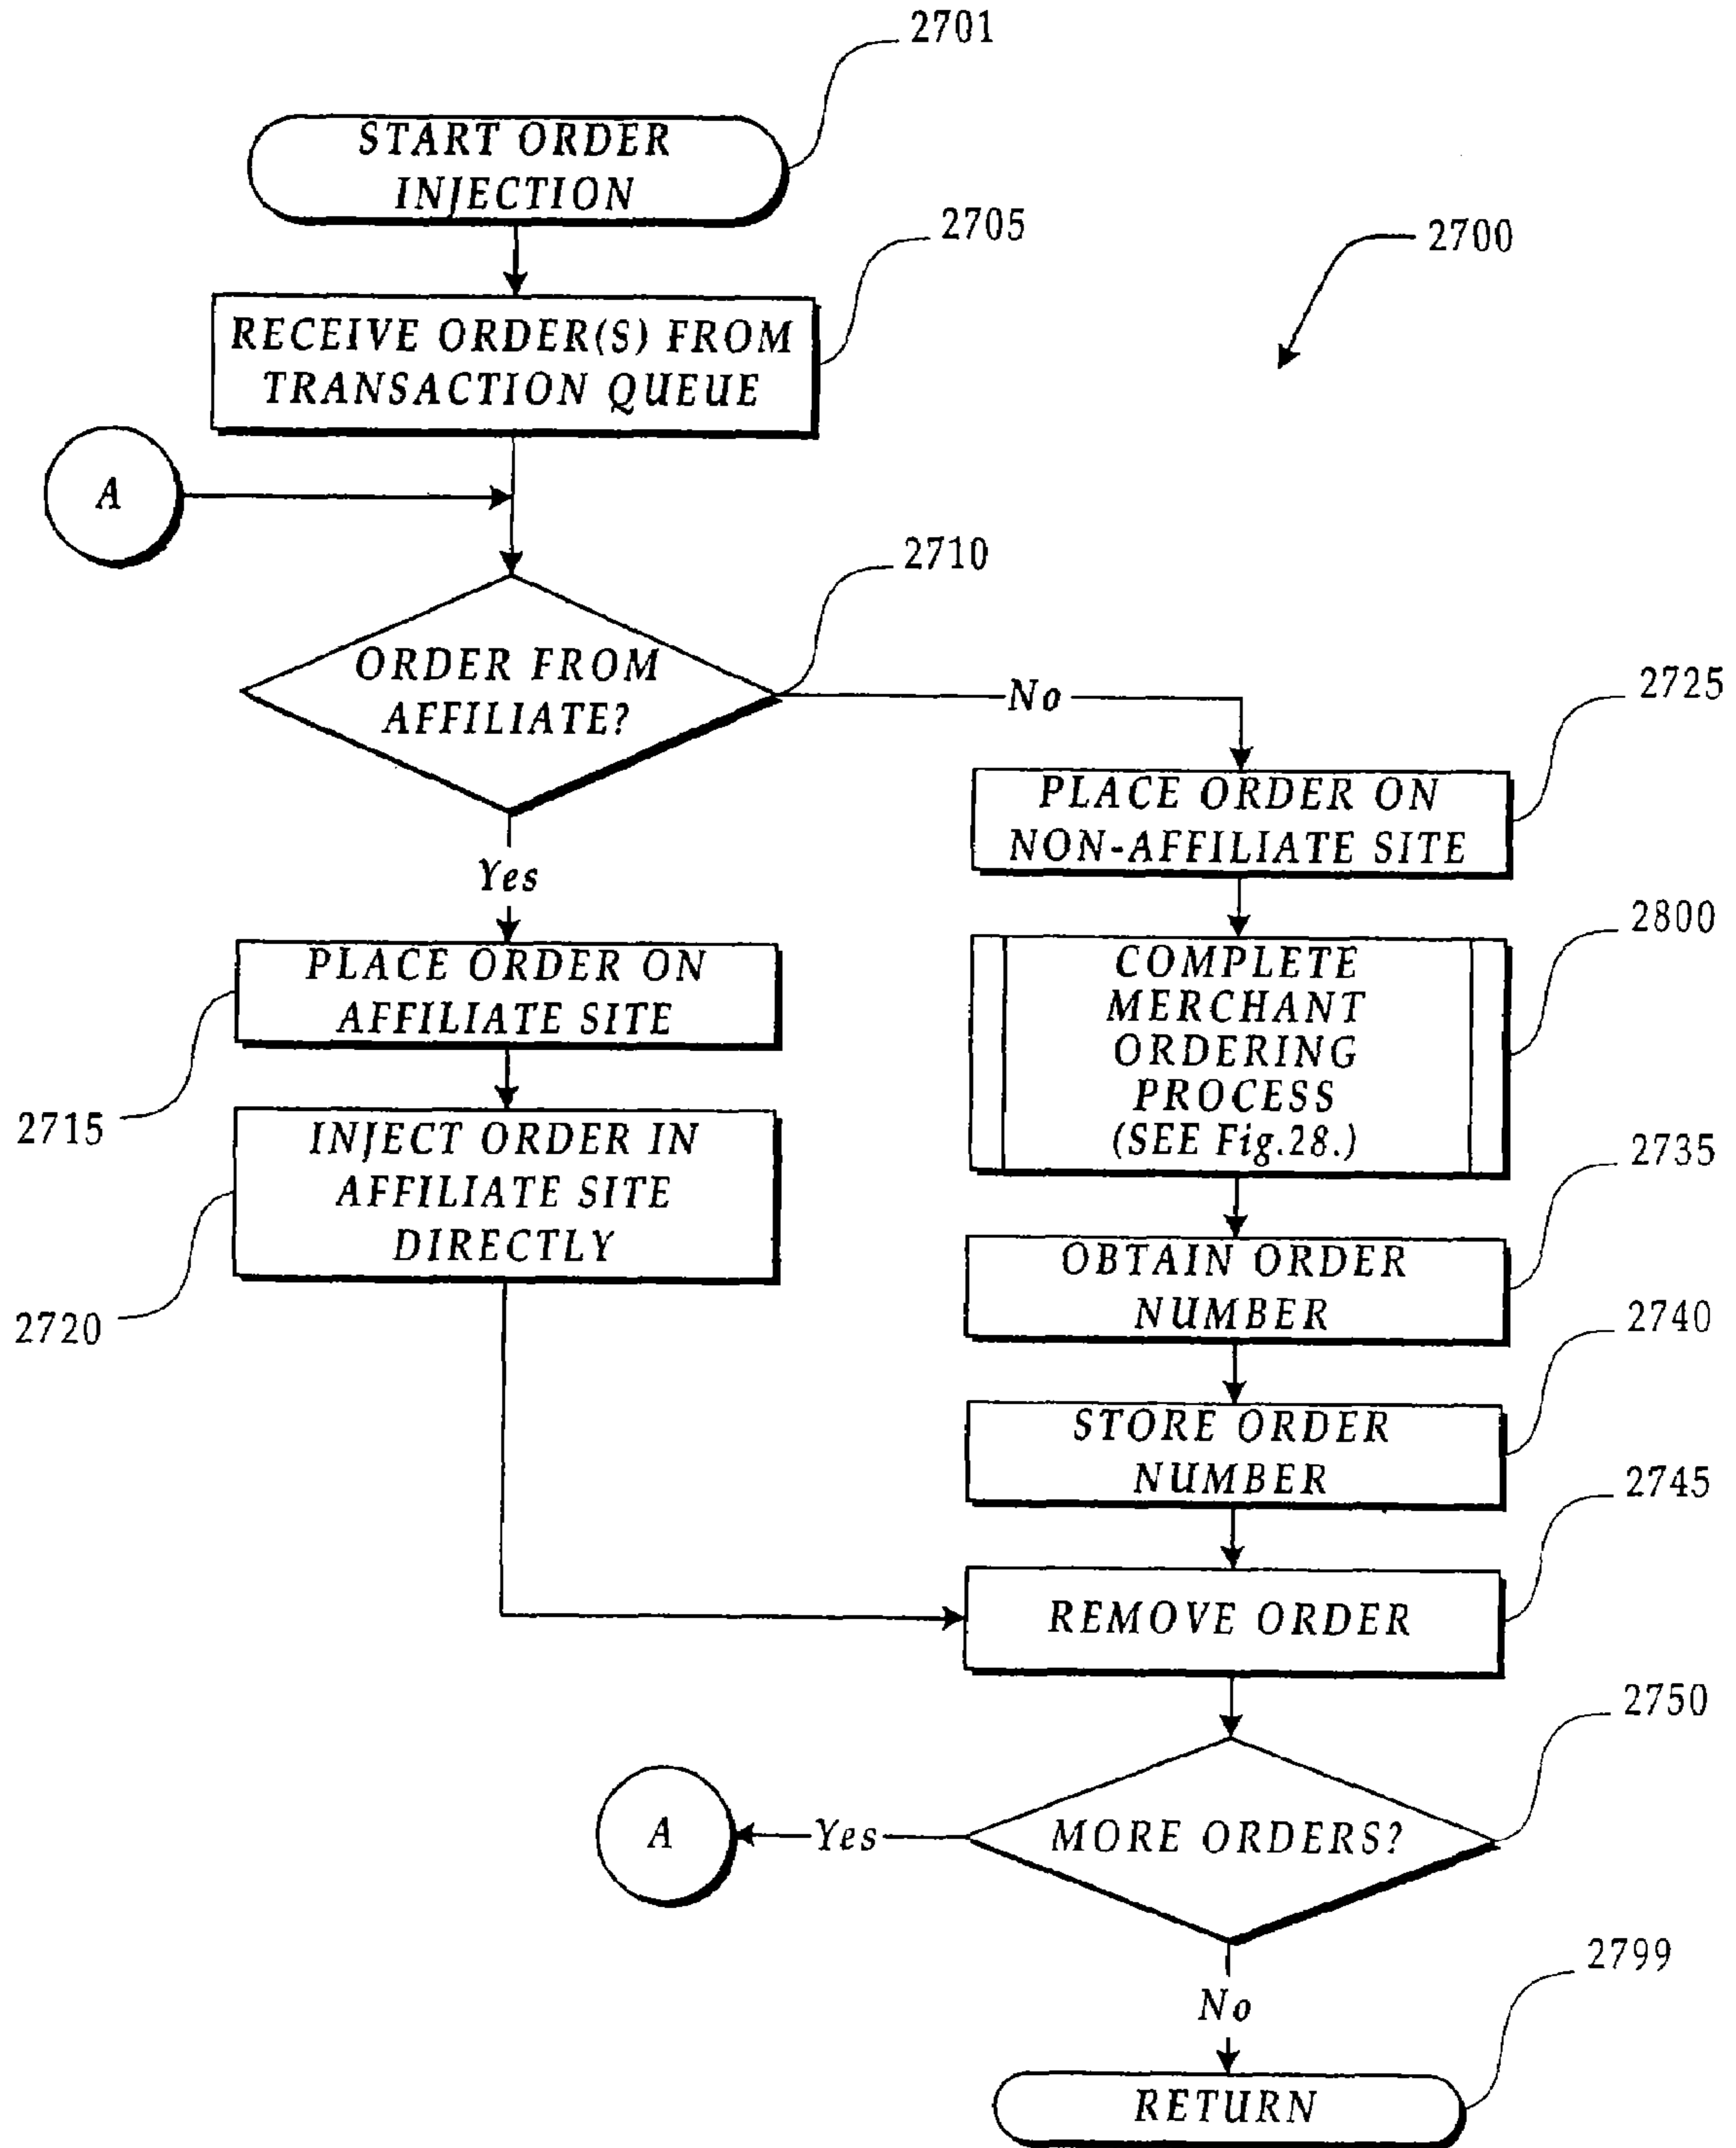 2701
START ORDER
INJECTION
2705
2700
RECEIVE ORDER(S) FROM
TRANSACTION QUEUE
A
2710
ORDER FROM
AFFILIATE?
No
2725
PLACE ORDER ON
NON-AFFILIATE SITE
Yes
2800
PLACE ORDER ON
AFFILIATE SITE
2715
COMPLETE
MERCHANT
ORDERING
PROCESS
(SEE Fig.28.)
INJECT ORDER IN
AFFILIATE SITE
DIRECTLY
2720
2735
OBTAIN ORDER
NUMBER
2740
STORE ORDER
NUMBER
2745
REMOVE ORDER
2750
MORE ORDERS?
Yes
A
No
2799
RETURN